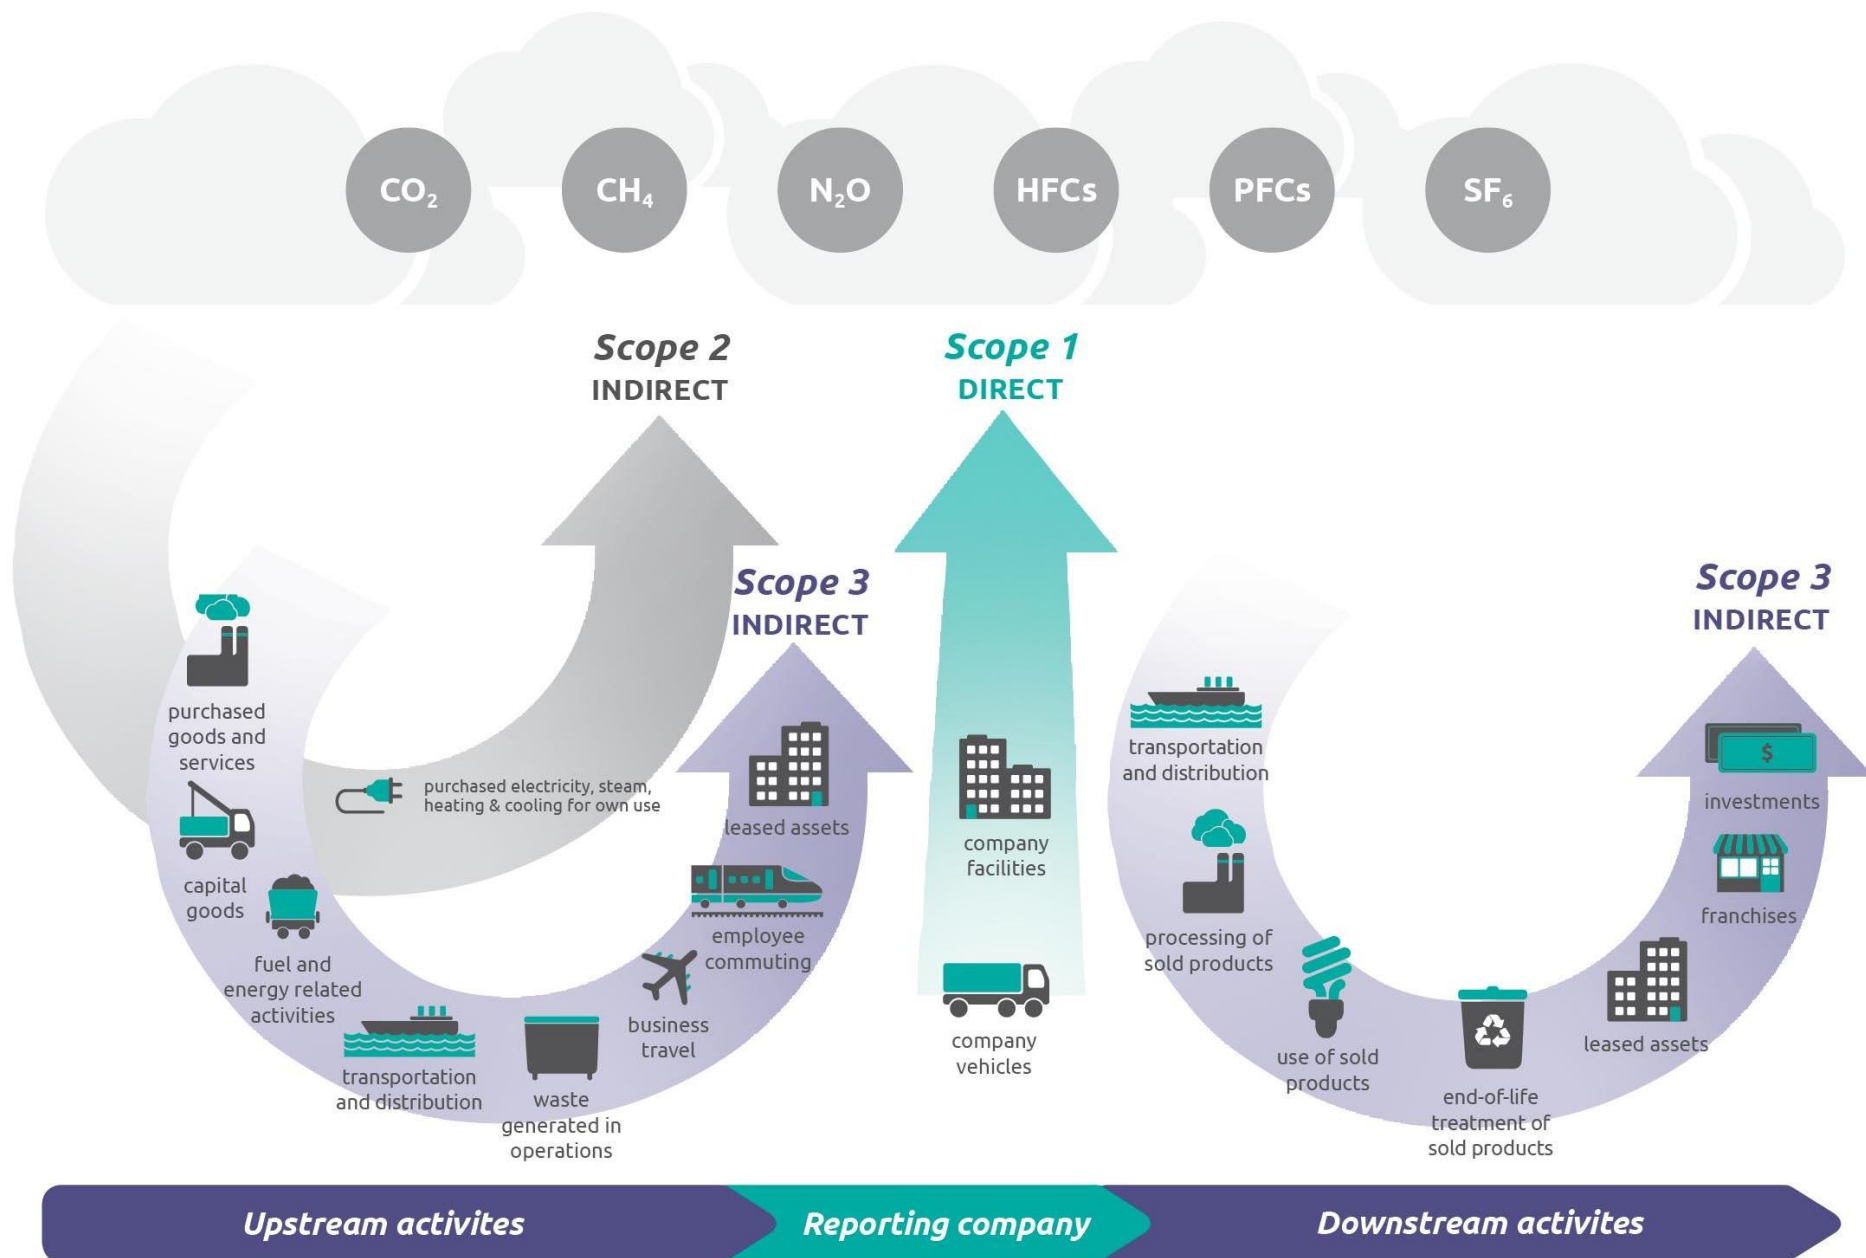 CO₂
CH₄
N₂O
HFCs
PFCs
SF₆
Scope 2
INDIRECT
Scope 1
DIRECT
Scope 3
INDIRECT
Scope 3
INDIRECT
purchased
goods and
services
capital
goods
fuel and
energy related
activities
transportation
and distribution
waste
generated in
operations
business
travel
employee
commuting
leased assets
purchased electricity, steam,
heating & cooling for own use
company
facilities
company
vehicles
transportation
and distribution
processing of
sold products
use of sold
products
end-of-life
treatment of
sold products
leased assets
franchises
$
investments
Upstream activites
Reporting company
Downstream activites